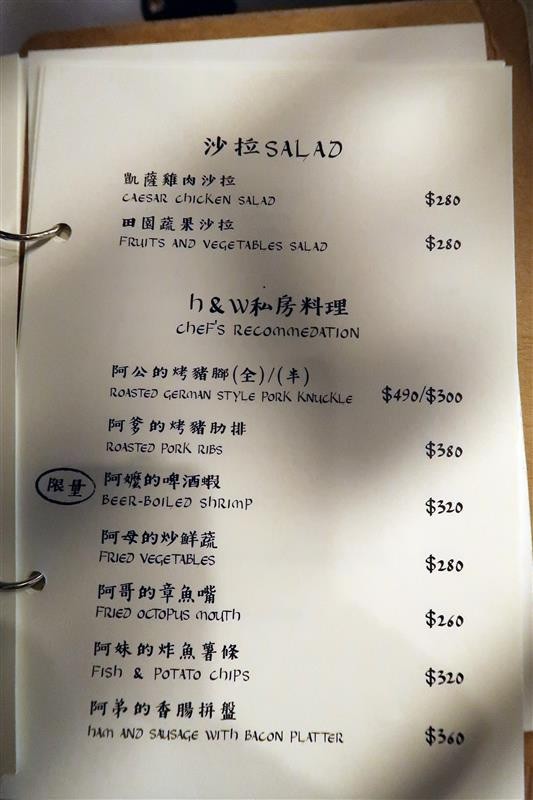 沙拉 SALAD
凱薩雞肉沙拉
CAESAR CHICKEN SALAD $280
田園蔬果沙拉
FRUITS AND VEGETABLES SALAD $280
h & w私房料理
CHEF'S RECOMMEDATION
阿公的烤豬腳(全)/(半)
ROASTED GERMAN STYLE PORK KNUCKLE $490/$300
阿爹的烤豬肋排
ROASTED PORK RIBS $380
限量 阿嬤的啤酒蝦
BEER-BOILED SHRIMP $320
阿母的炒鮮蔬
FRIED VEGETABLES $280
阿哥的章魚嘴
FRIED OCTOPUS MOUTH $260
阿妹的炸魚薯條
FISH & POTATO CHIPS $320
阿弟的香腸拼盤
HAM AND SAUSAGE WITH BACON PLATTER $360